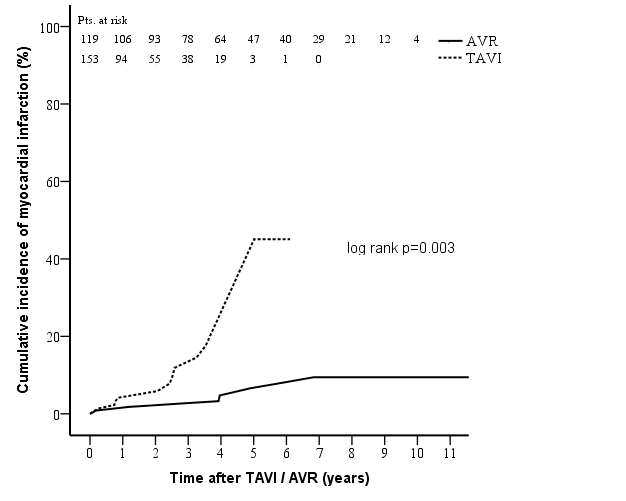 Pts. at risk
119 106 93 78 64 47 40 29 21 12 4
153 94 55 38 19 3 1 0
AVR
TAVI
100
80
60
40
20
0
Cumulative incidence of myocardial infarction (%)
log rank p=0.003
0 1 2 3 4 5 6 7 8 9 10 11
Time after TAVI / AVR (years)